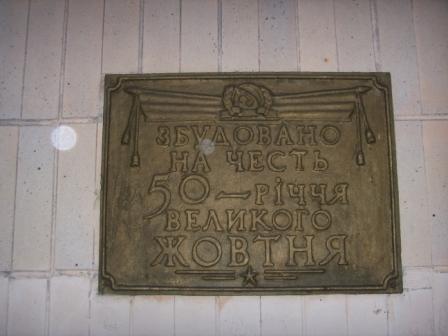 ЗБУДОВАНО
НА ЧЕСТЬ
50-РІЧЧЯ
ВЕЛИКОГО
ЖОВТНЯ